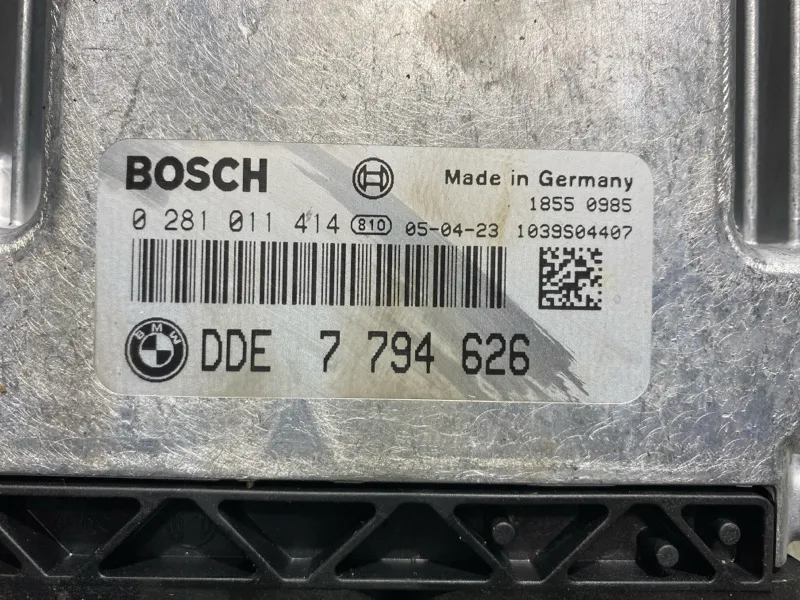 BOSCH
Made in Germany
1855 0985
0 281 011 414 810 05-04-23 1039S04407
BMW DDE 7 794 626